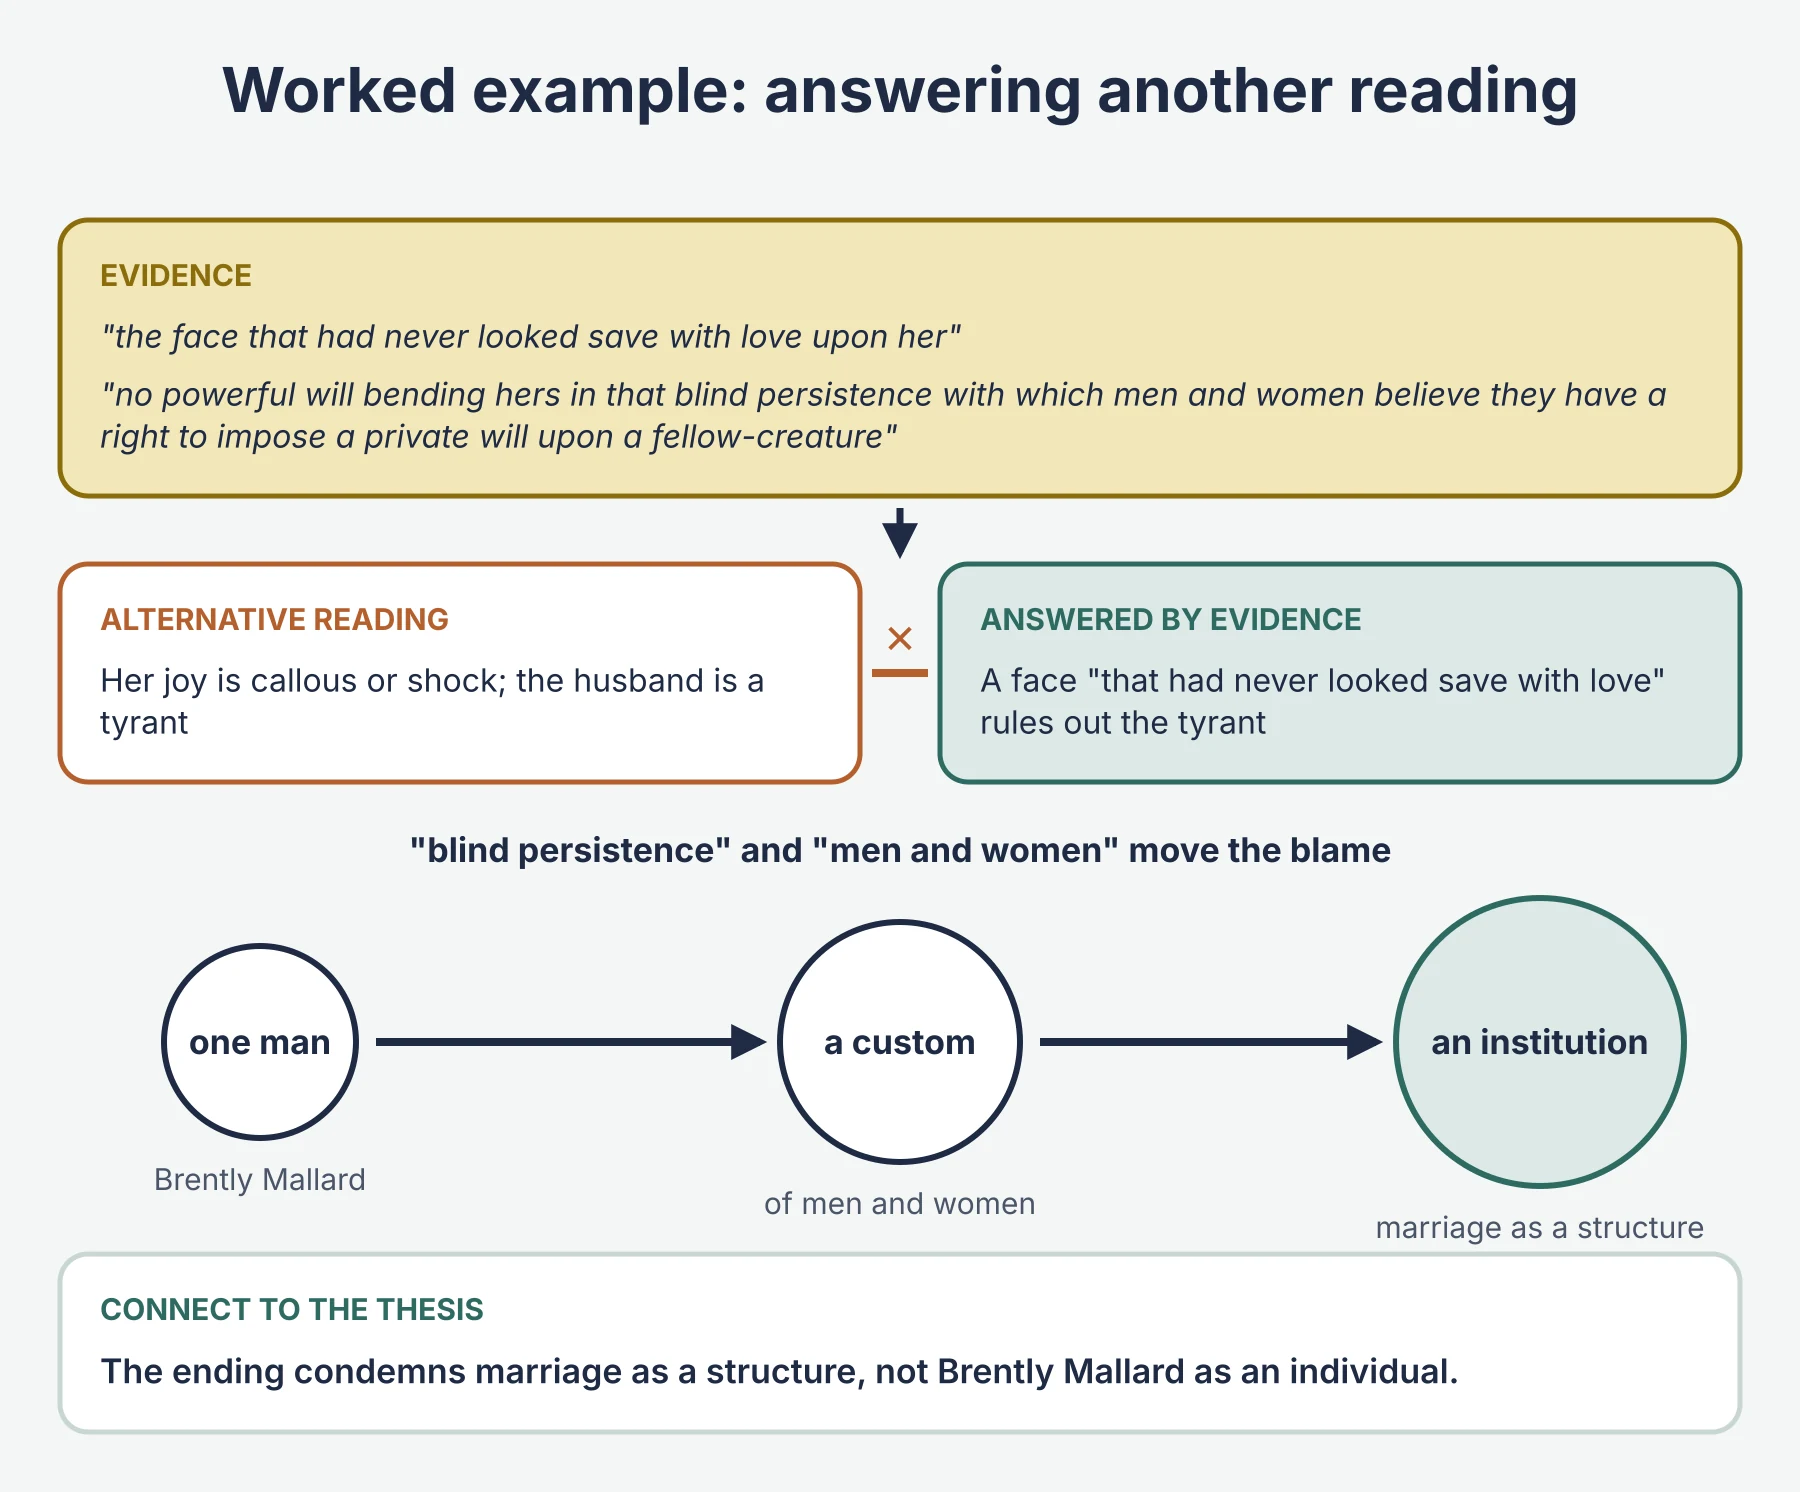 Worked example: answering another reading
EVIDENCE
"the face that had never looked save with love upon her"
"no powerful will bending hers in that blind persistence with which men and women believe they have a
right to impose a private will upon a fellow-creature"
ALTERNATIVE READING
Her joy is callous or shock; the husband is a
tyrant
×
ANSWERED BY EVIDENCE
A face "that had never looked save with love"
rules out the tyrant
"blind persistence" and "men and women" move the blame
one man
Brently Mallard
a custom
of men and women
an institution
marriage as a structure
CONNECT TO THE THESIS
The ending condemns marriage as a structure, not Brently Mallard as an individual.